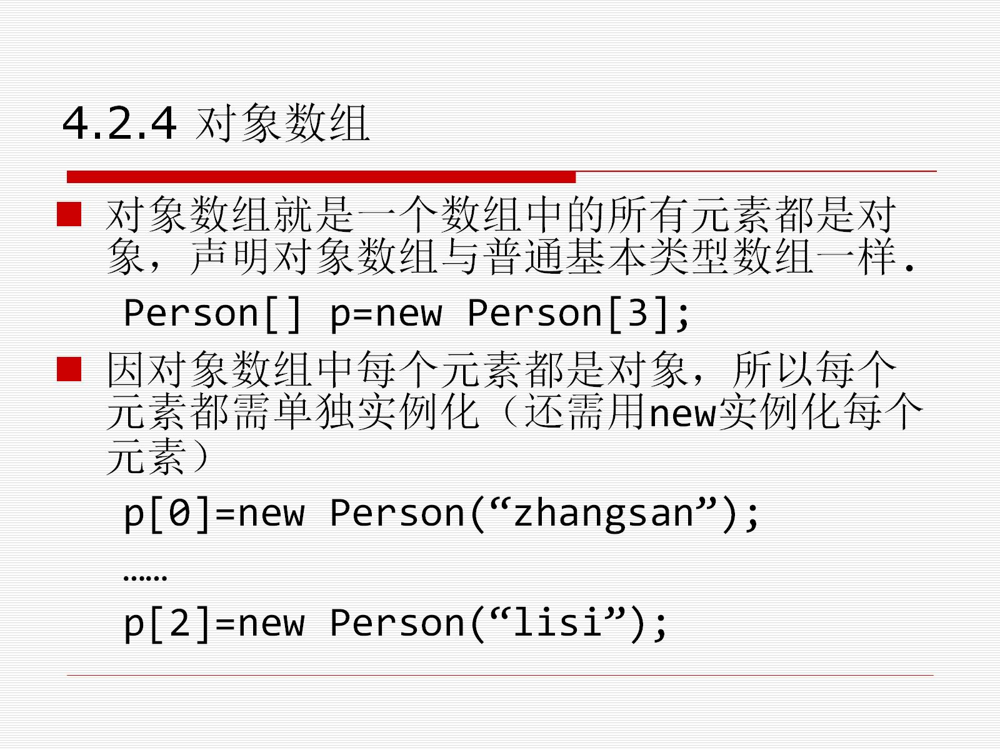 4.2.4 对象数组
对象数组就是一个数组中的所有元素都是对
象，声明对象数组与普通基本类型数组一样.
Person[] p=new Person[3];
因对象数组中每个元素都是对象，所以每个
元素都需单独实例化（还需用new实例化每个
元素）
p[0]=new Person(“zhangsan”);
……
p[2]=new Person(“lisi”);